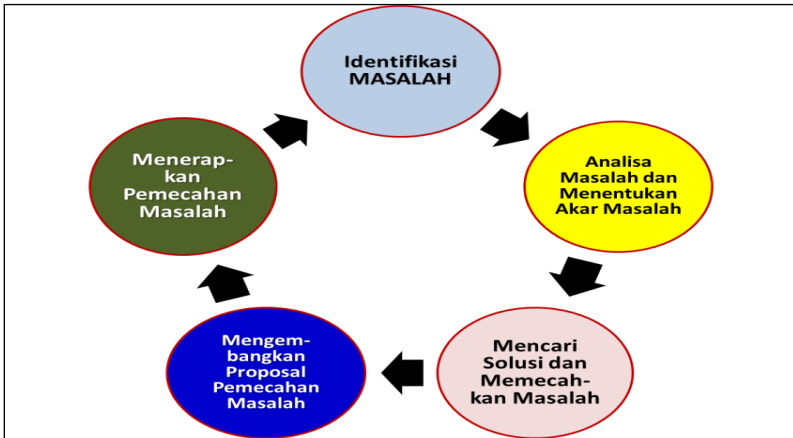 Identifikasi
MASALAH
Analisa
Masalah dan
Menentukan
Akar Masalah
Mencari
Solusi dan
Memecah-
kan Masalah
Mengem-
bangkan
Proposal
Pemecahan
Masalah
Menerap-
kan
Pemecahan
Masalah